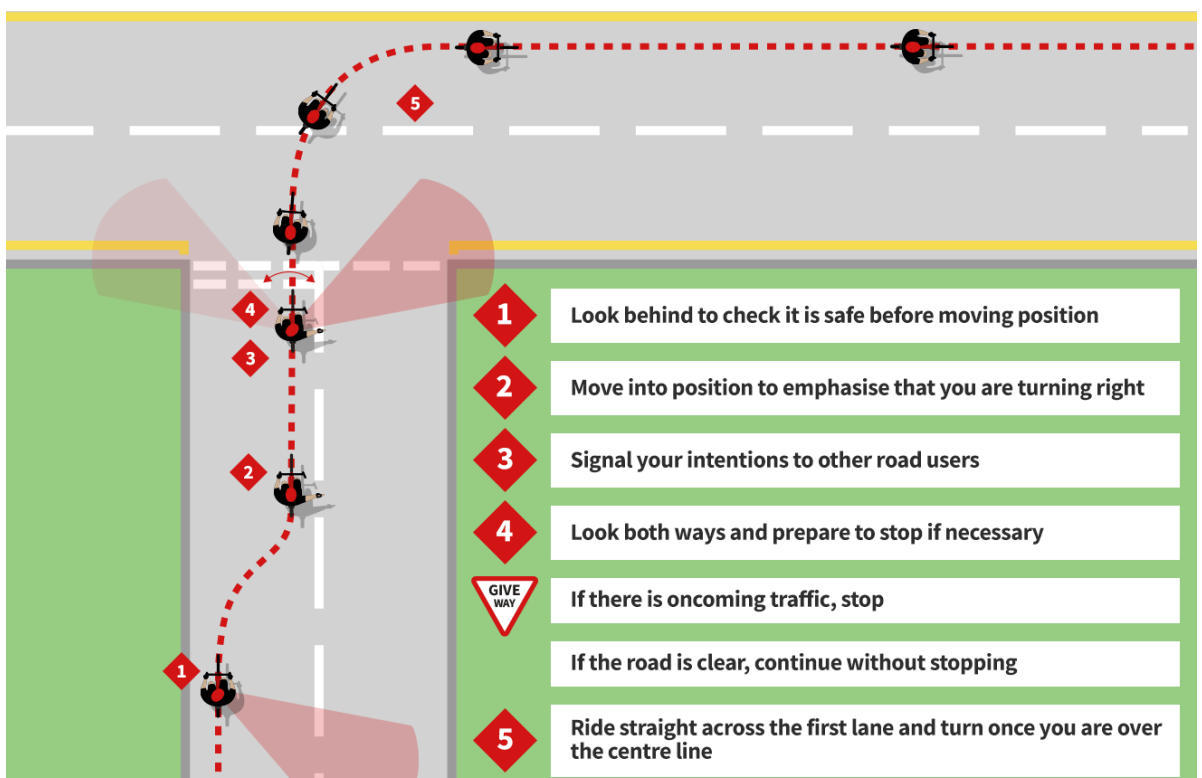 5
4
3
2
1
1
Look behind to check it is safe before moving position
2
Move into position to emphasise that you are turning right
3
Signal your intentions to other road users
4
Look both ways and prepare to stop if necessary
GIVE
WAY
If there is oncoming traffic, stop
If the road is clear, continue without stopping
5
Ride straight across the first lane and turn once you are over
the centre line